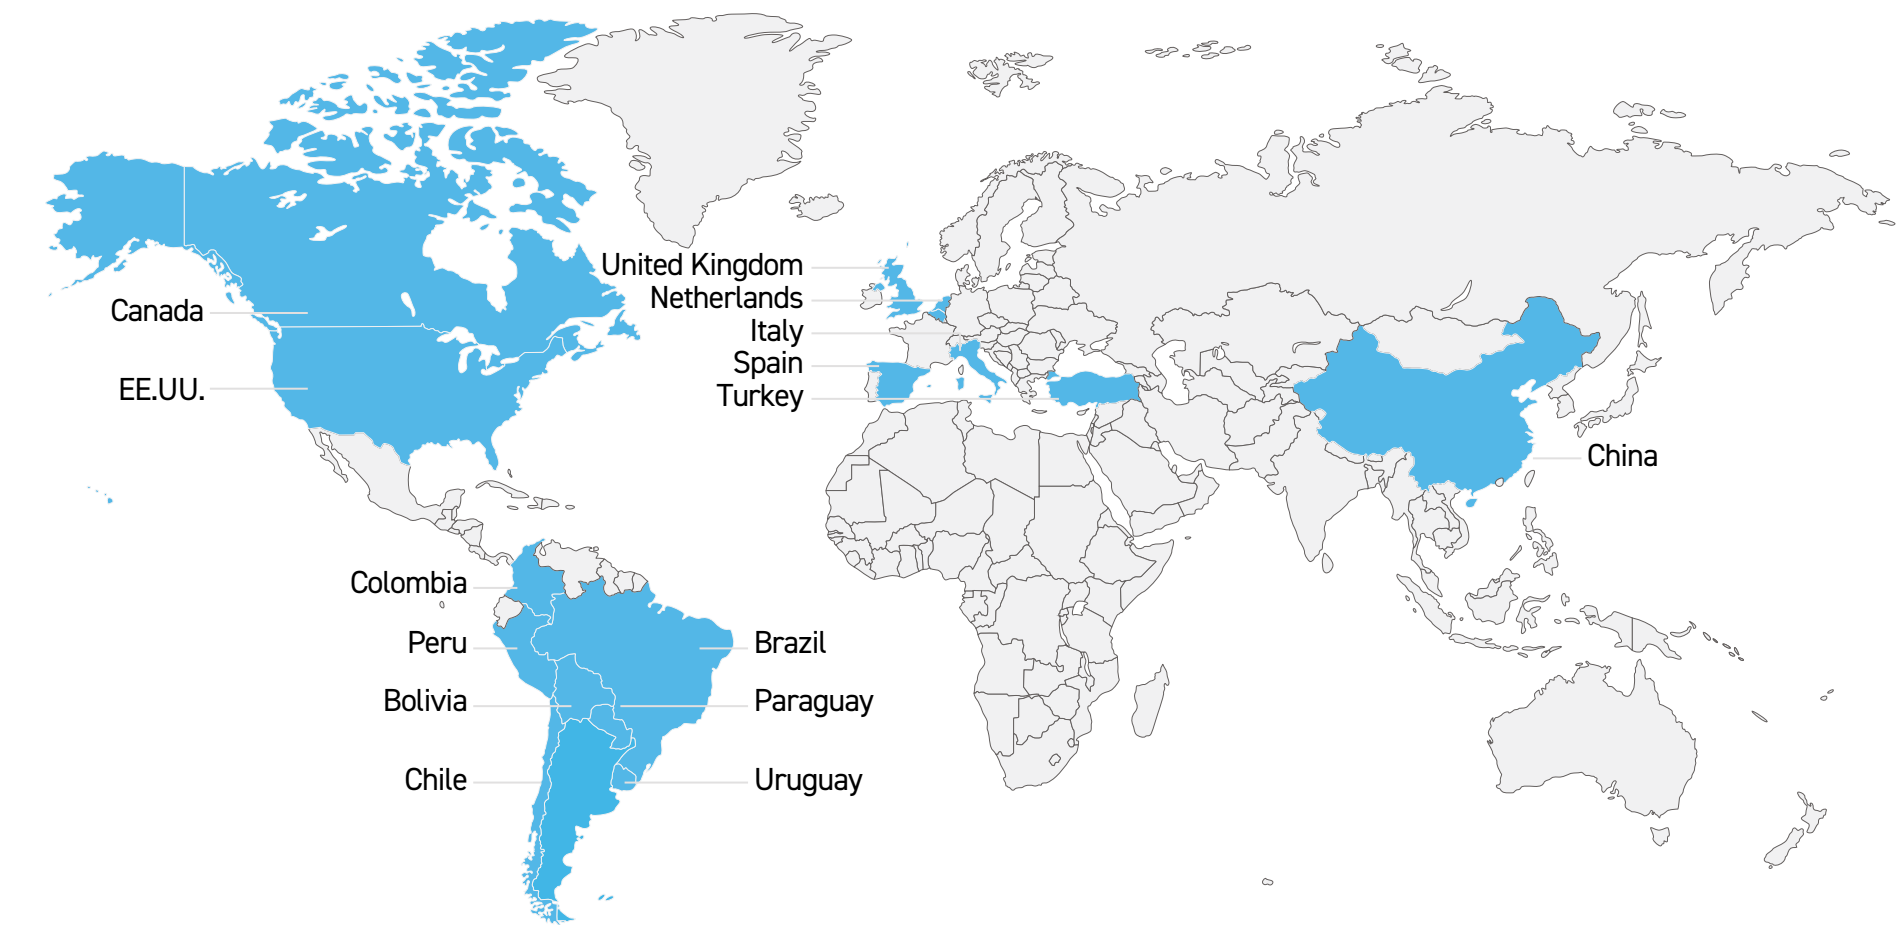 United Kingdom
Netherlands
Canada
Italy
Spain
EE.UU.
Turkey
China
Colombia
Peru
Brazil
Bolivia
Paraguay
Chile
Uruguay